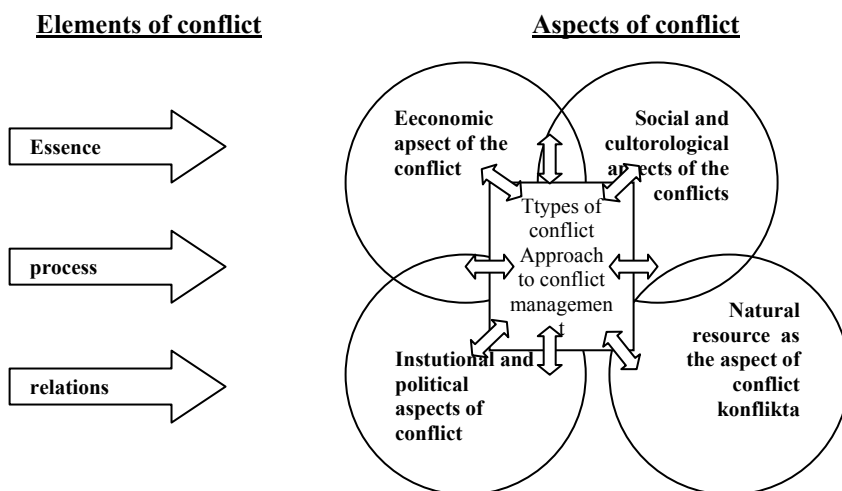 Elements of conflict
Aspects of conflict
Essence
process
relations
Eeconomic
apsect of the
conflict
Social and
cultorological
aspects of the
conflicts
Ttypes of
conflict
Approach
to conflict
managemen
t
Instutional and
political
aspects of
conflict
Natural
resource as
the aspect of
conflict
konflikta